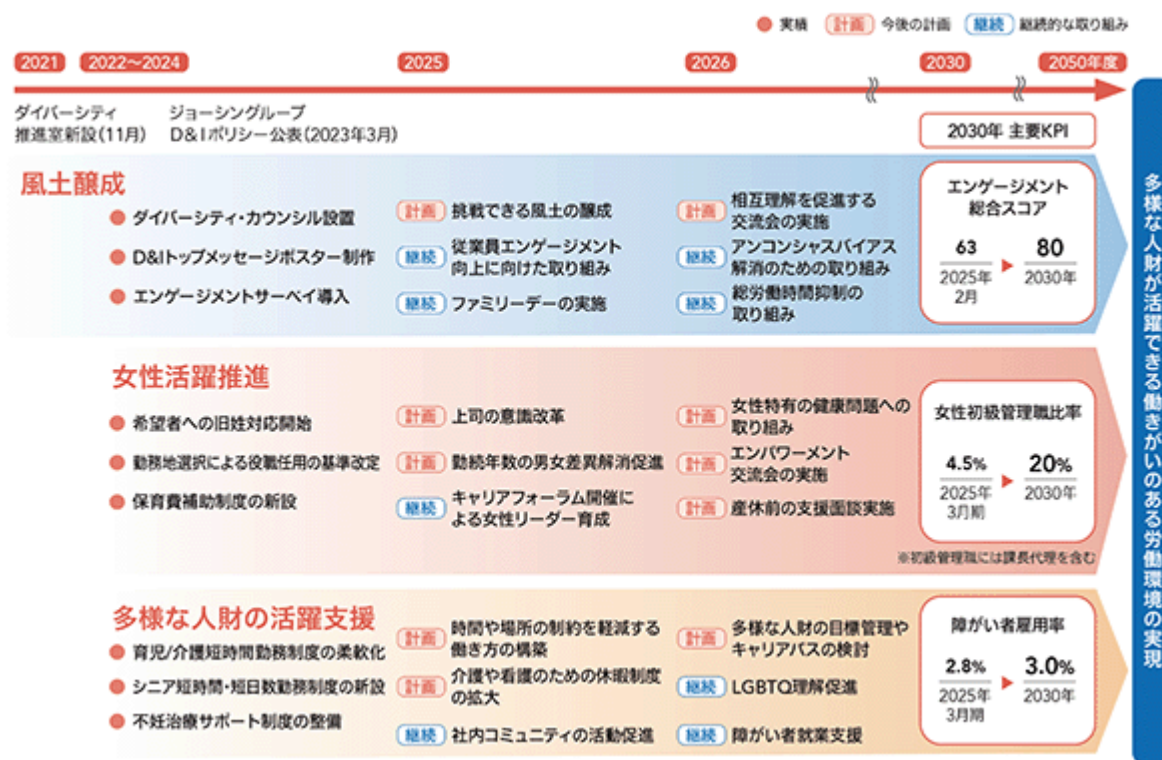 実績 計画 今後の計画 継続 継続的な取り組み
2021 2022〜2024 2025 2026 2030 2050年度
ダイバーシティ
推進室新設(11月)
ジョーシングループ
D&Iポリシー公表(2023年3月)
2030年 主要KPI
風土醸成
ダイバーシティ・カウンシル設置
D&Iトップメッセージポスター制作
エンゲージメントサーベイ導入
計画 挑戦できる風土の醸成
継続 従業員エンゲージメント
向上に向けた取り組み
継続 ファミリーデーの実施
計画 相互理解を促進する
交流会の実施
継続 アンコンシャスバイアス
解消のための取り組み
継続 総労働時間抑制の
取り組み
エンゲージメント
総合スコア
63 80
2025年
2月
2030年
女性活躍推進
希望者への旧姓対応開始
勤務地選択による役職任用の基準改定
保育費補助制度の新設
計画 上司の意識改革
計画 勤続年数の男女差異解消促進
継続 キャリアフォーラム開催に
よる女性リーダー育成
計画 女性特有の健康問題への
取り組み
計画 エンパワーメント
交流会の実施
計画 産休前の支援面談実施
女性初級管理職比率
4.5% 20%
2025年
3月期
2030年
※初級管理職には課長代理を含む
多様な人財の活躍支援
育児/介護短時間勤務制度の柔軟化
シニア短時間・短日数勤務制度の新設
不妊治療サポート制度の整備
計画 時間や場所の制約を軽減する
働き方の構築
計画 介護や看護のための休暇制度
の拡大
継続 社内コミュニティの活動促進
計画 多様な人財の目標管理や
キャリアパスの検討
継続 LGBTQ理解促進
継続 障がい者就業支援
障がい者雇用率
2.8% 3.0%
2025年
3月期
2030年
多様な人財が活躍できる働きがいのある労働環境の実現